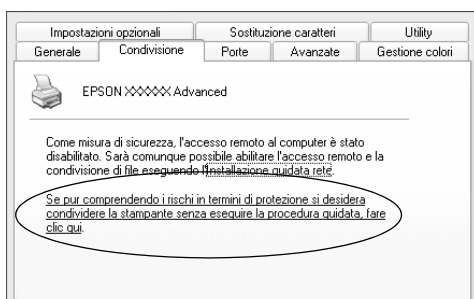 Impostazioni opzionali Sostituzione caratteri Utility
Generale Condivisione Porte Avanzate Gestione colori
EPSON XXXXXX Advanced
Come misura di sicurezza, l'accesso remoto al computer è stato
disabilitato. Sarà comunque possibile abilitare l'accesso remoto e la
condivisione di file eseguendo l'Installazione guidata rete.
Se pur comprendendo i rischi in termini di protezione si desidera
condividere la stampante senza eseguire la procedura guidata, fare
clic qui.